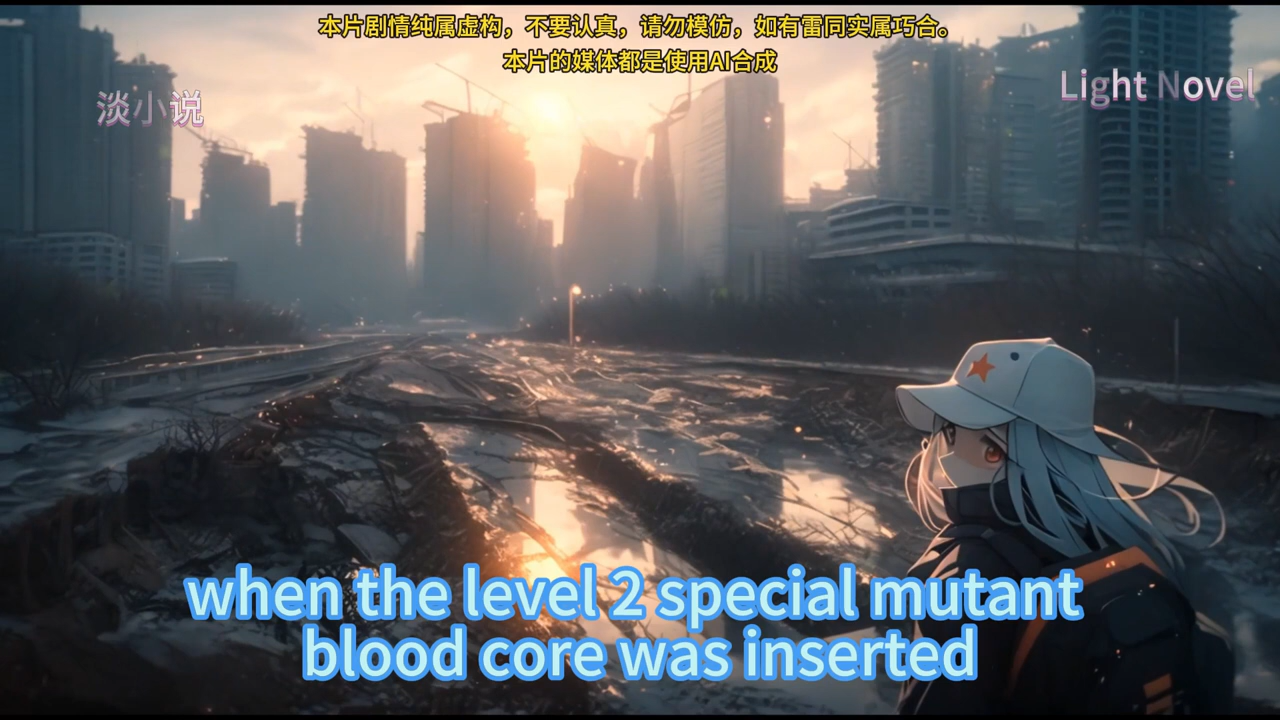 本片剧情纯属虚构，不要认真，请勿模仿，如有雷同实属巧合。
本片的媒体都是使用AI合成
淡小说
Light Novel
when the level 2 special mutant
blood core was inserted